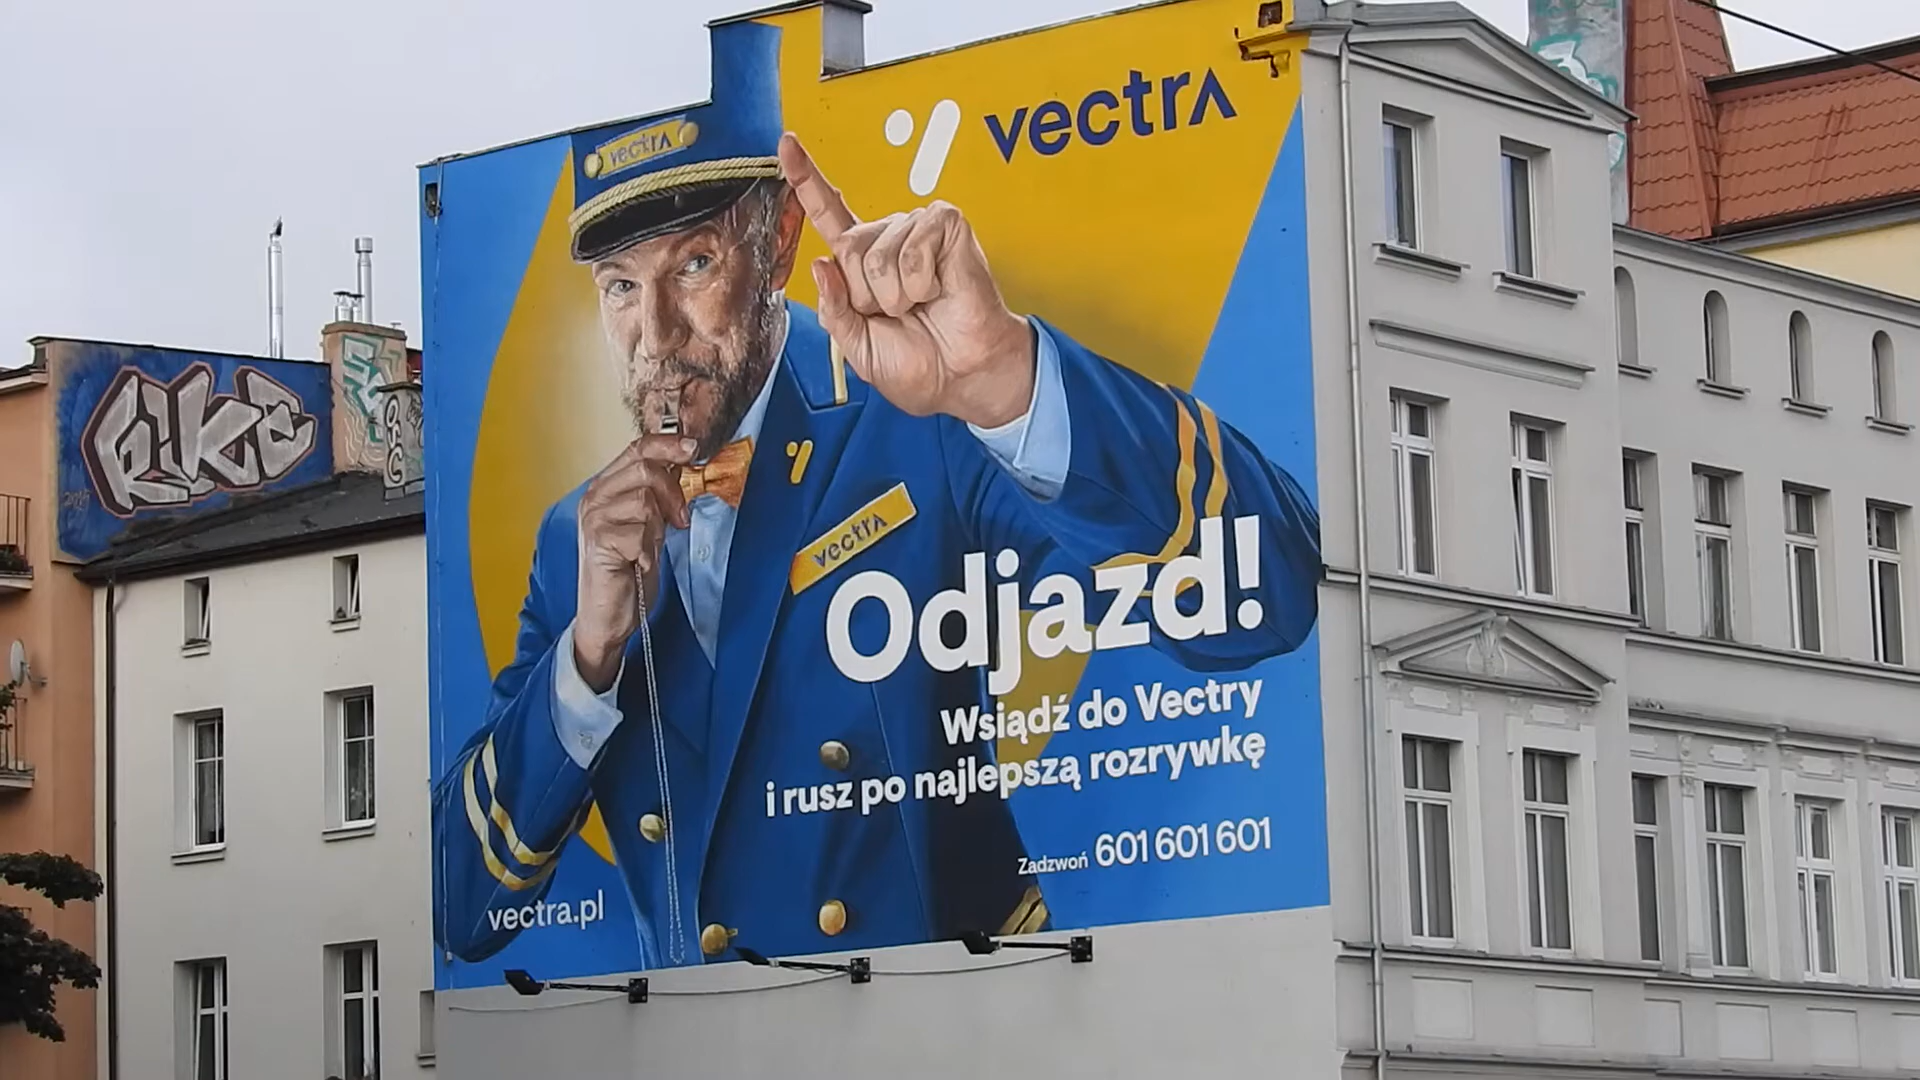 vectra
vectra
vectra
Odjazd!
Wsiądź do Vectry
i rusz po najlepszą rozrywkę
Zadzwoń 601 601 601
vectra.pl